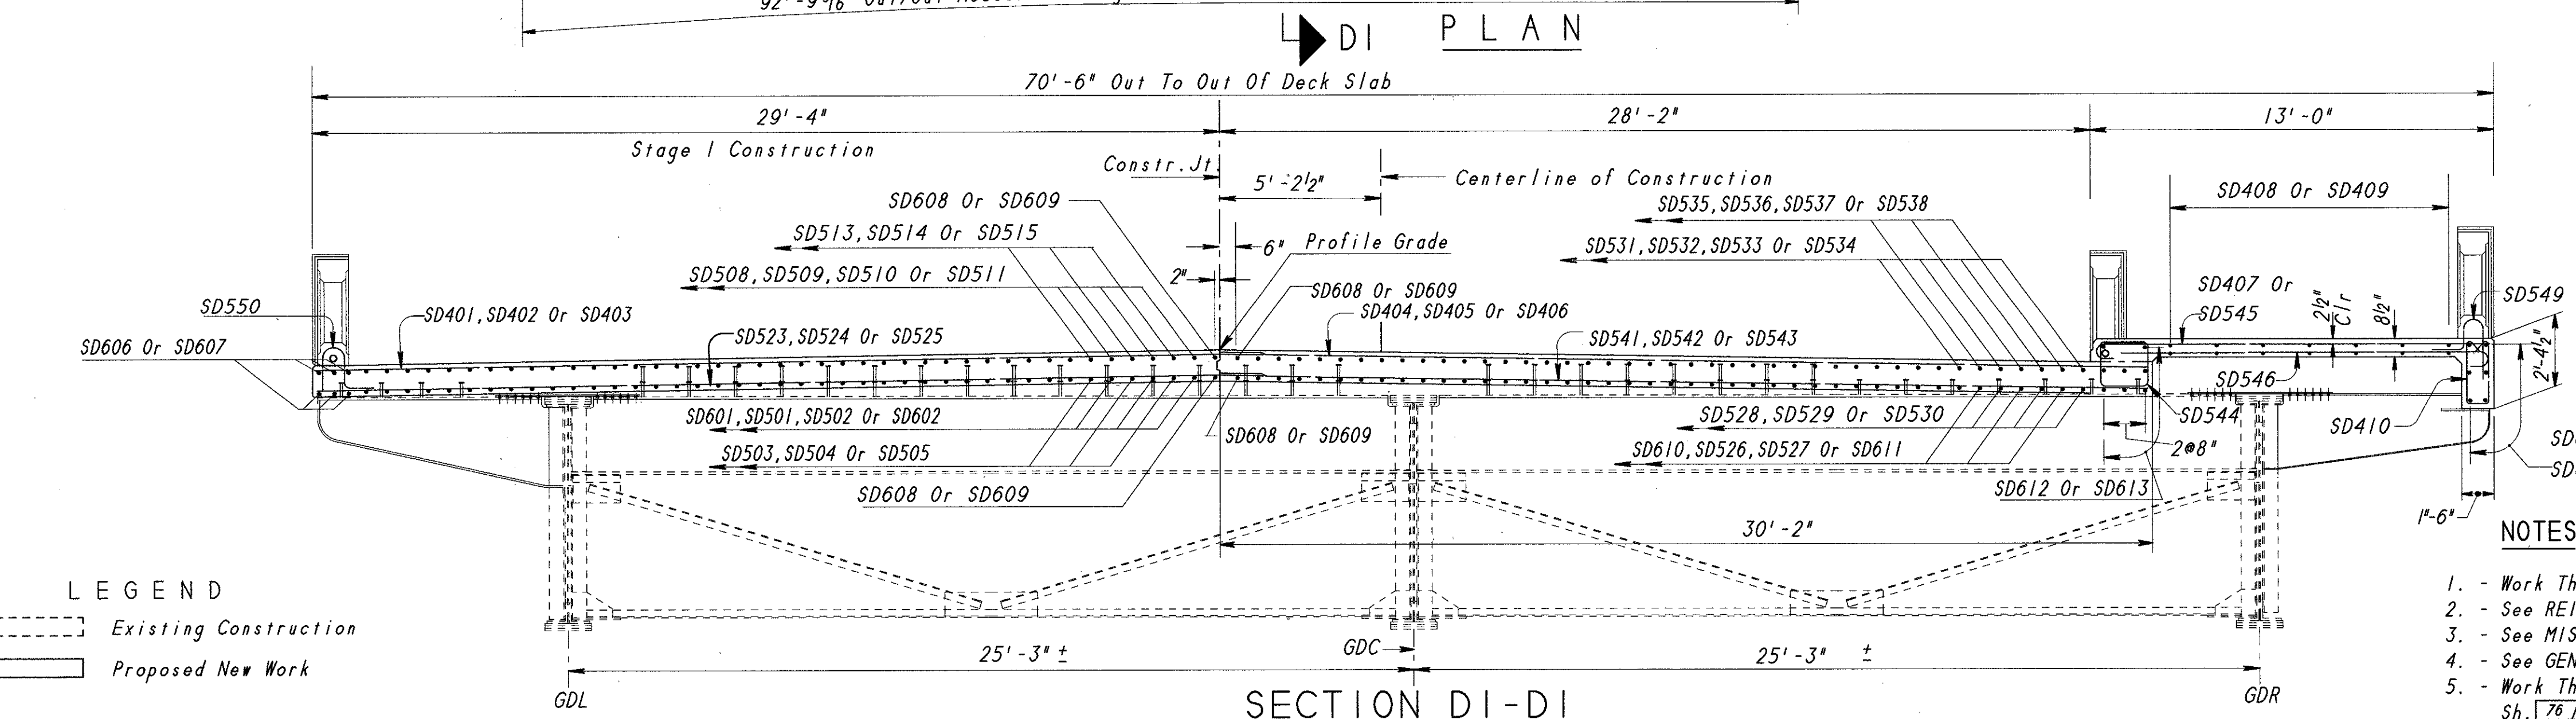 92'-9 9/16"
PLAN
D1
70'-6" Out To Out Of Deck Slab
29'-4"
28'-2"
13'-0"
Stage 1 Construction
Constr. Jt.
5'-2½"
Centerline of Construction
SD608 Or SD609
SD535, SD536, SD537 Or SD538
SD408 Or SD409
SD513, SD514 Or SD515
6"
Profile Grade
SD531, SD532, SD533 Or SD534
SD508, SD509, SD510 Or SD511
2"
SD608 Or SD609
SD407 Or
SD545
2½"
Clr
8½"
SD549
SD550
SD401, SD402 Or SD403
SD404, SD405 Or SD406
SD523, SD524 Or SD525
SD541, SD542 Or SD543
SD606 Or SD607
2'-4½"
SD546
SD601, SD501, SD502 Or SD602
SD528, SD529 Or SD530
SD544
SD410
SD608 Or SD609
2@8"
SD503, SD504 Or SD505
SD610, SD526, SD527 Or SD611
SD608 Or SD609
SD612 Or SD613
1"-6"
30'-2"
NOTES
LEGEND
Existing Construction
Proposed New Work
1. - Work Th
2. - See REI
3. - See MIS
4. - See GEN
5. - Work Th
Sh. 76
25'-3" ±
GDC
25'-3" ±
GDL
GDR
SECTION D1-D1